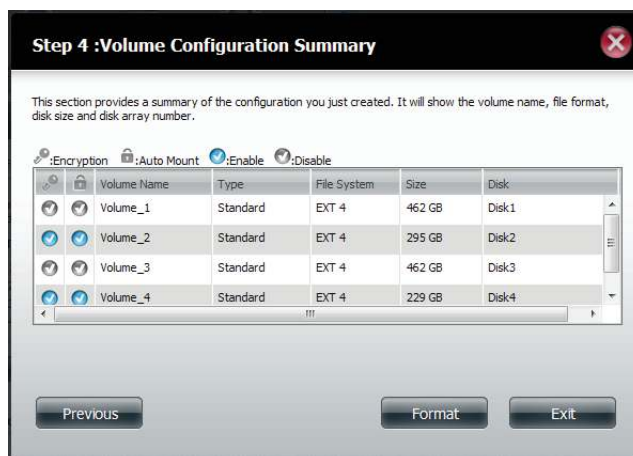 Step 4 :Volume Configuration Summary
This section provides a summary of the configuration you just created. It will show the volume name, file format,
disk size and disk array number.
:Encryption :Auto Mount :Enable :Disable
Volume Name Type File System Size Disk
Volume_1 Standard EXT 4 462 GB Disk1
Volume_2 Standard EXT 4 295 GB Disk2
Volume_3 Standard EXT 4 462 GB Disk3
Volume_4 Standard EXT 4 229 GB Disk4
Previous Format Exit